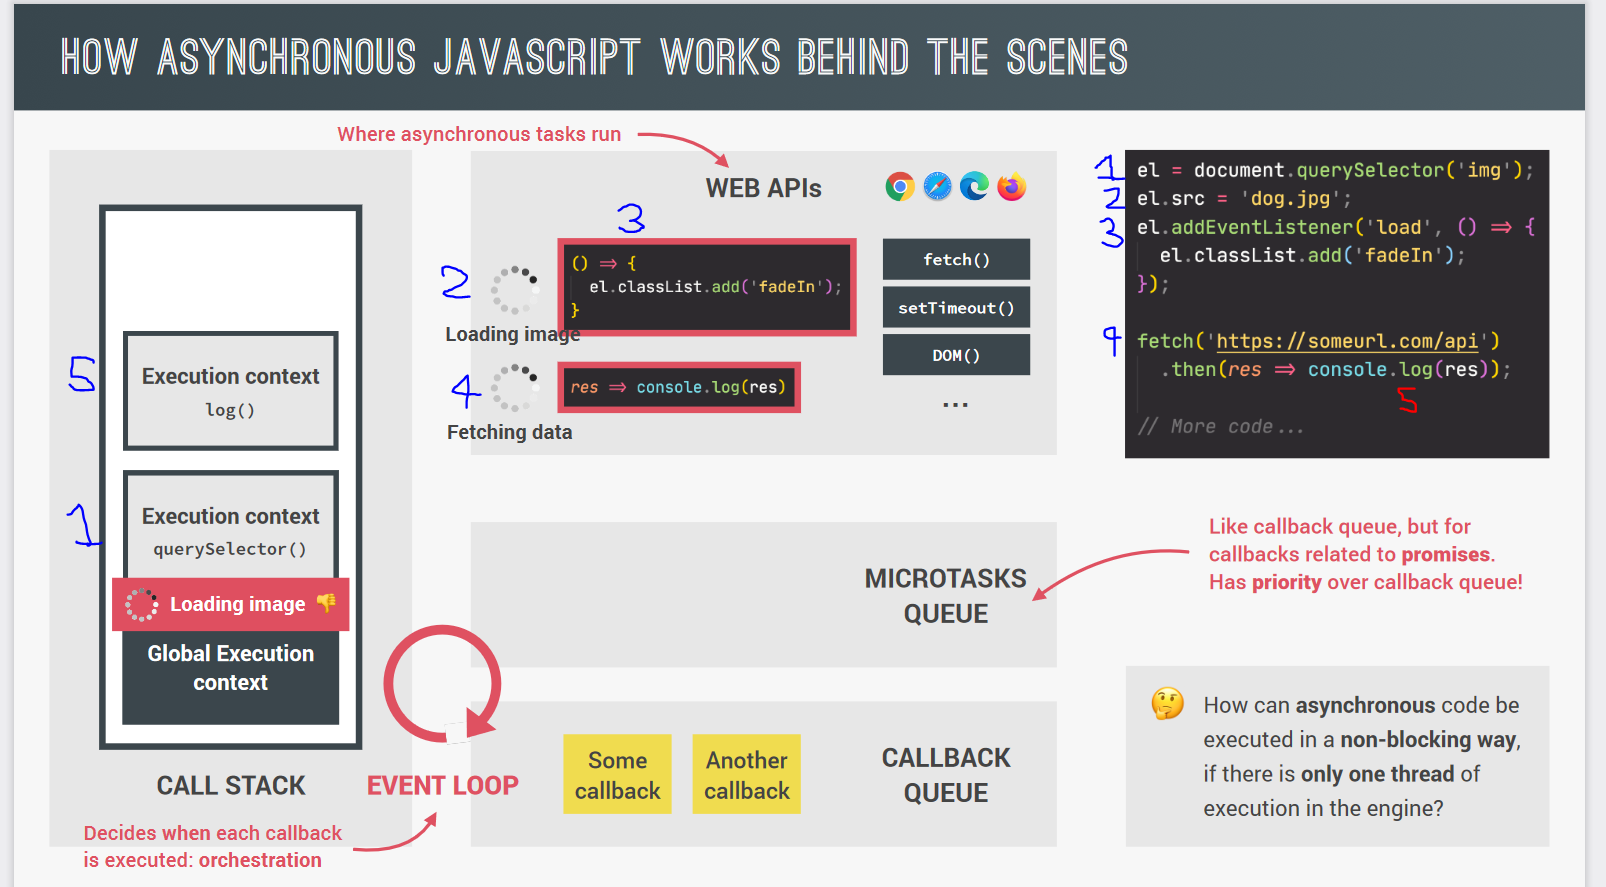 HOW ASYNCHRONOUS JAVASCRIPT WORKS BEHIND THE SCENES
Where asynchronous tasks run
WEB APIs
3
2
() => {
el.classList.add('fadeIn');
}
Loading image
4
res => console.log(res)
Fetching data
fetch()
setTimeout()
DOM()
...
1
2
3
4
el = document.querySelector('img');
el.src = 'dog.jpg';
el.addEventListener('load', () => {
el.classList.add('fadeIn');
});
fetch('https://someurl.com/api')
.then(res => console.log(res));
5
// More code...
5
Execution context
log()
1
Execution context
querySelector()
Loading image
Global Execution
context
CALL STACK
EVENT LOOP
Decides when each callback
is executed: orchestration
MICROTASKS
QUEUE
Like callback queue, but for
callbacks related to promises.
Has priority over callback queue!
Some
callback
Another
callback
CALLBACK
QUEUE
How can asynchronous code be
executed in a non-blocking way,
if there is only one thread of
execution in the engine?